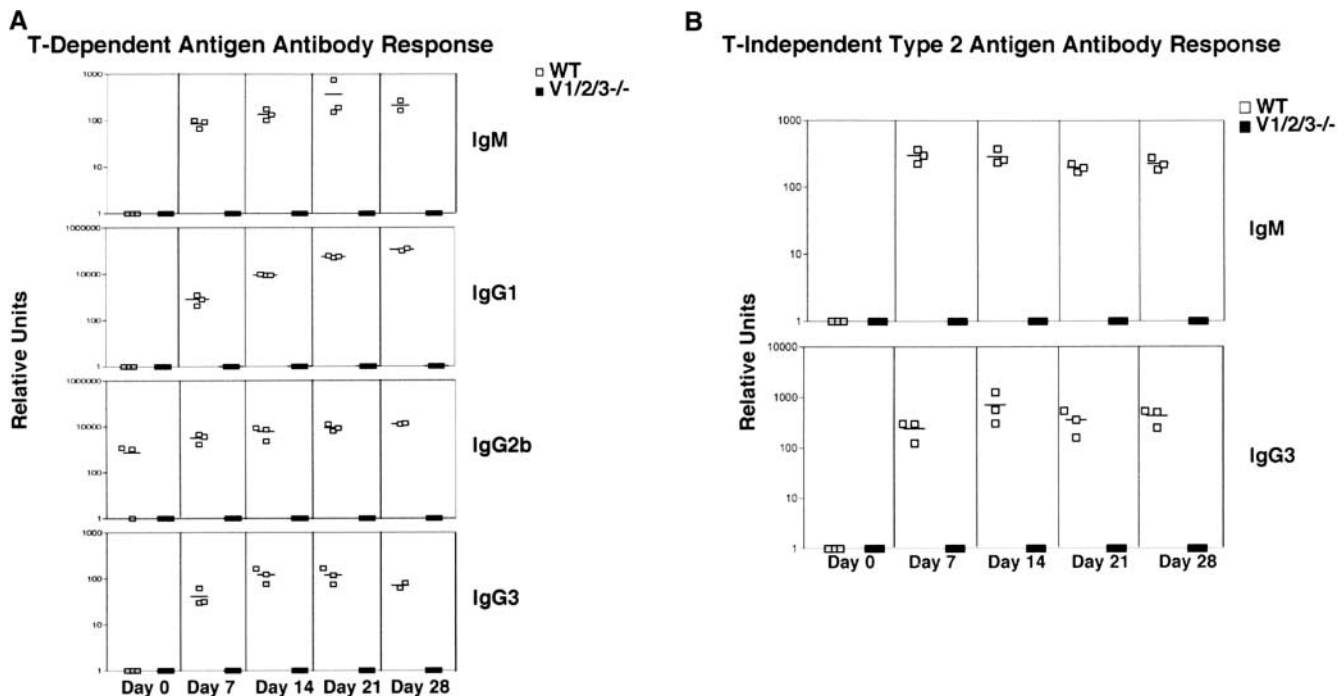 A
T-Dependent Antigen Antibody Response
WT
V1/2/3-/-
1000
100
10
1
IgM
1000000
10000
100
1
IgG1
1000000
10000
100
1
IgG2b
1000
100
10
1
IgG3
Relative Units
Day 0 Day 7 Day 14 Day 21 Day 28
B
T-Independent Type 2 Antigen Antibody Response
WT
V1/2/3-/-
1000
100
10
1
IgM
10000
1000
100
10
1
IgG3
Relative Units
Day 0 Day 7 Day 14 Day 21 Day 28